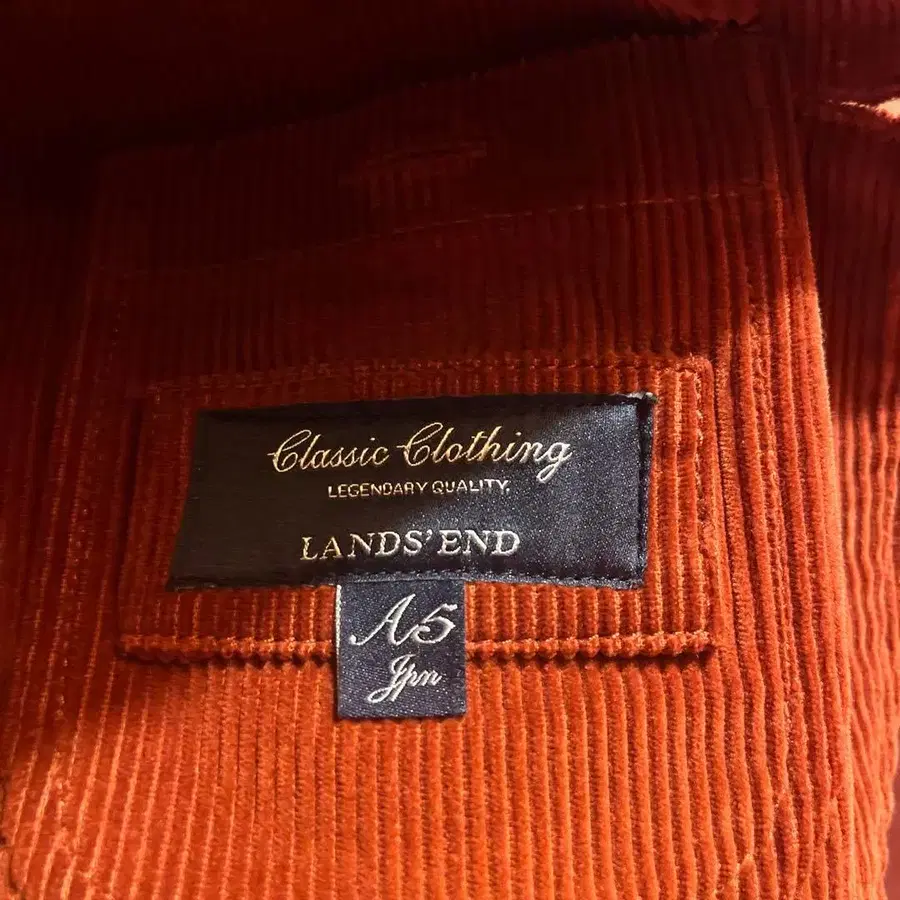 Classic Clothing
LEGENDARY QUALITY.
LANDS' END
A5
Jpn